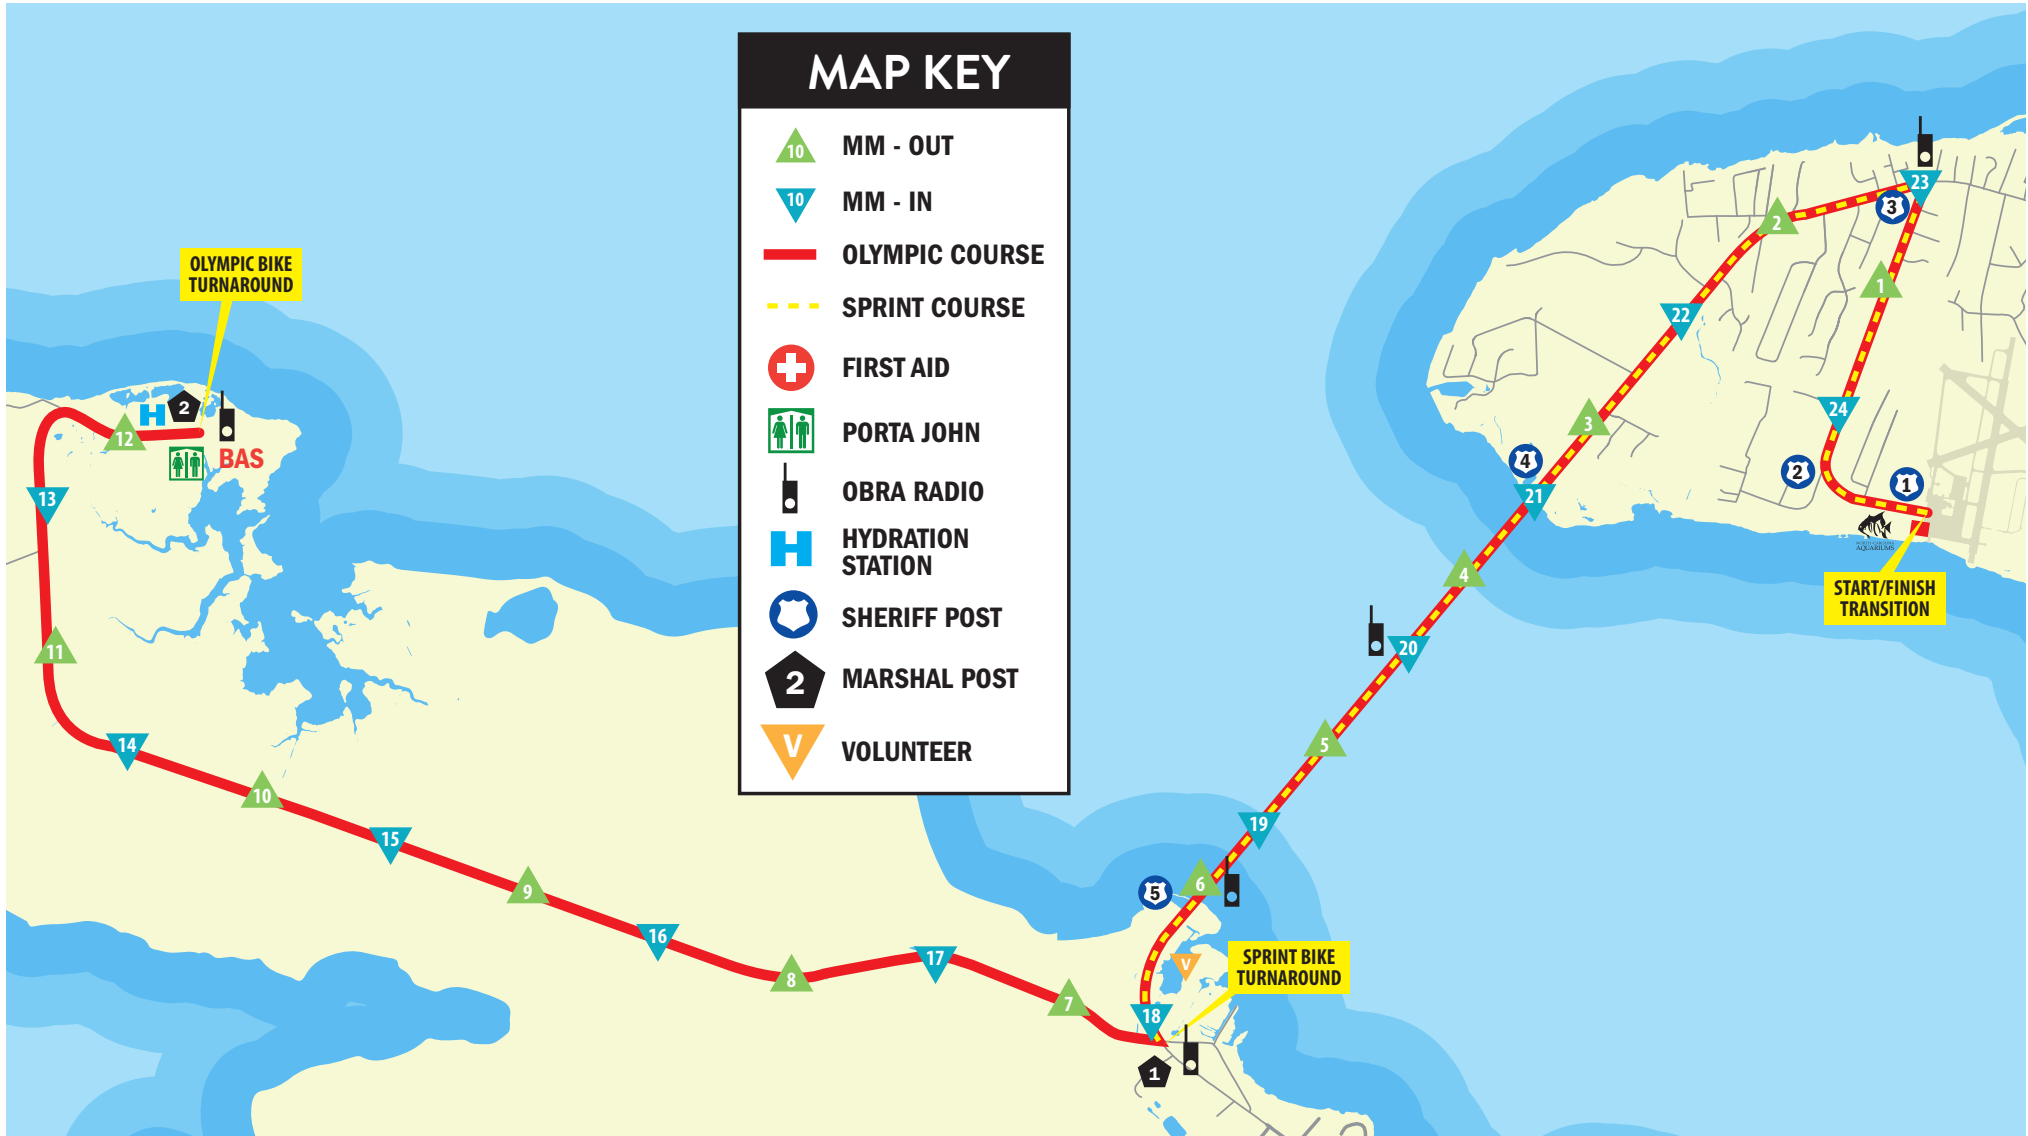 MAP KEY
10 MM - OUT
10 MM - IN
OLYMPIC COURSE
SPRINT COURSE
FIRST AID
PORTA JOHN
OBRA RADIO
H HYDRATION
STATION
SHERIFF POST
2 MARSHAL POST
V VOLUNTEER
OLYMPIC BIKE
TURNAROUND
H
2
12
BAS
13
11
14
10
15
9
16
8
17
7
18
1
SPRINT BIKE
TURNAROUND
V
5
6
19
5
20
4
21
4
3
22
2
23
3
1
24
2
1
AQUARIUMS
START/FINISH
TRANSITION